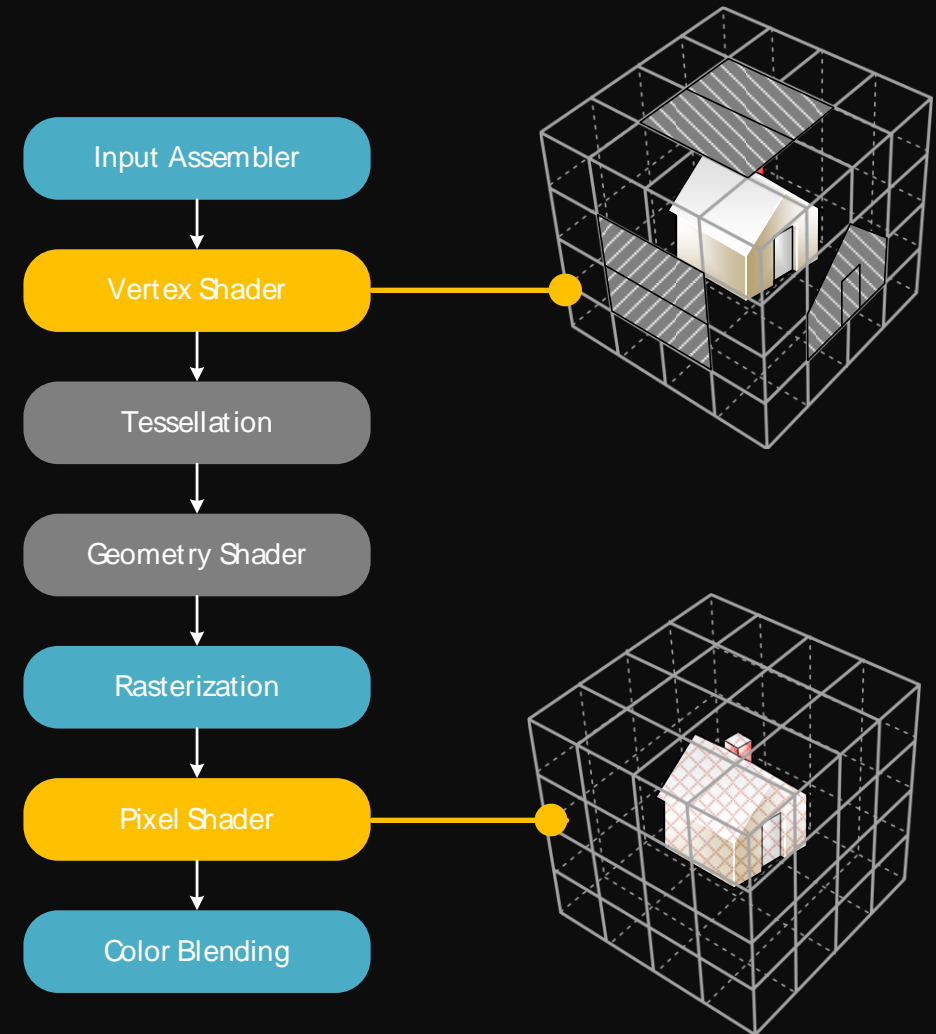 Input Assembler
Vertex Shader
Tessellation
Geometry Shader
Rasterization
Pixel Shader
Color Blending